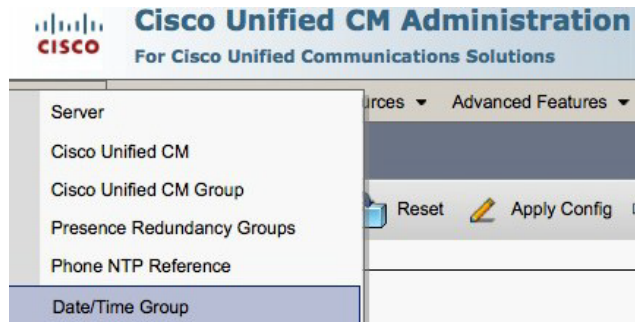 Cisco Unified CM Administration
CISCO
For Cisco Unified Communications Solutions
Advanced Features
Server
Cisco Unified CM
Cisco Unified CM Group
Reset Apply Config
Presence Redundancy Groups
Phone NTP Reference
Date/Time Group